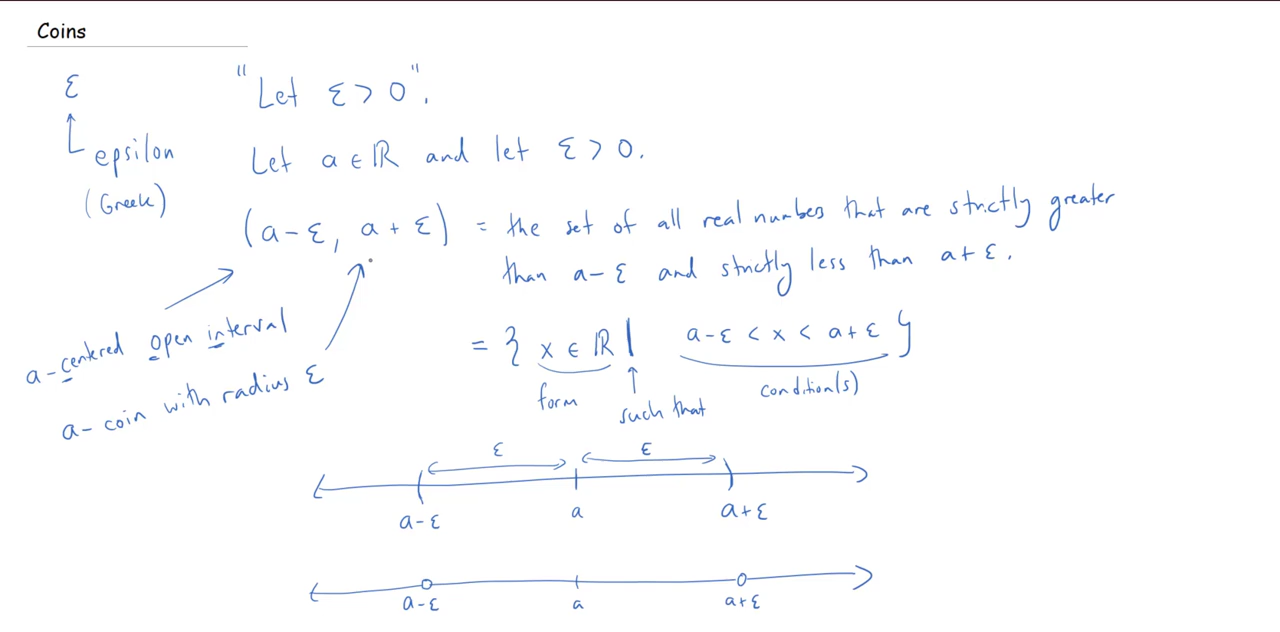 Coins
ε
"Let ε > 0".
epsilon
(Greek)
Let a ∈ ℝ and let ε > 0.
(a - ε, a + ε) = the set of all real numbers that are strictly greater
than a - ε and strictly less than a + ε.
a-centered open interval
a-coin with radius ε
= { x ∈ ℝ | a - ε < x < a + ε }
form
such that
condition(s)
ε ε
a - ε a a + ε
a - ε a a + ε